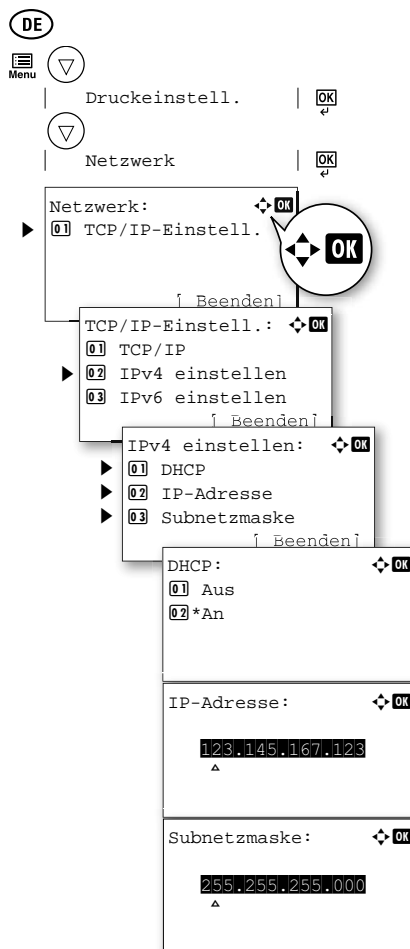 DE
Menu
Druckeinstell. OK
Netzwerk OK
Netzwerk: OK
01 TCP/IP-Einstell.
OK
[ Beenden]
TCP/IP-Einstell.: OK
01 TCP/IP
02 IPv4 einstellen
03 IPv6 einstellen
[ Beenden]
IPv4 einstellen: OK
01 DHCP
02 IP-Adresse
03 Subnetzmaske
[ Beenden]
DHCP: OK
01 Aus
02 *An
IP-Adresse: OK
123.145.167.123
Subnetzmaske: OK
255.255.255.000